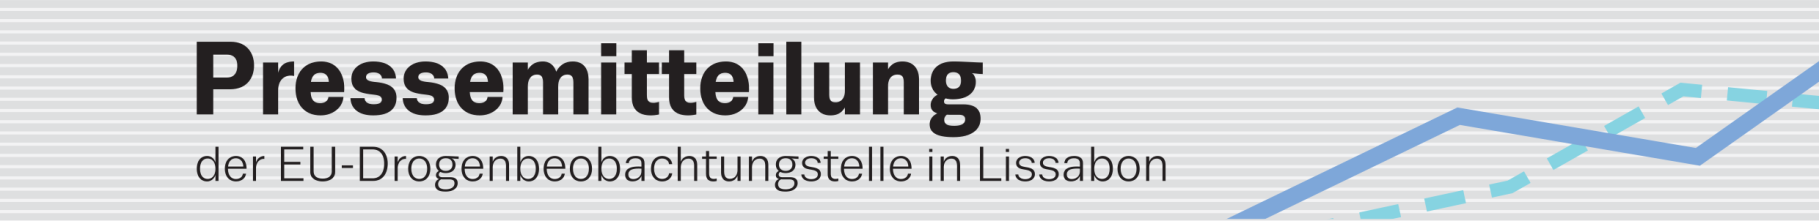 Pressemitteilung
der EU-Drogenbeobachtungstelle in Lissabon